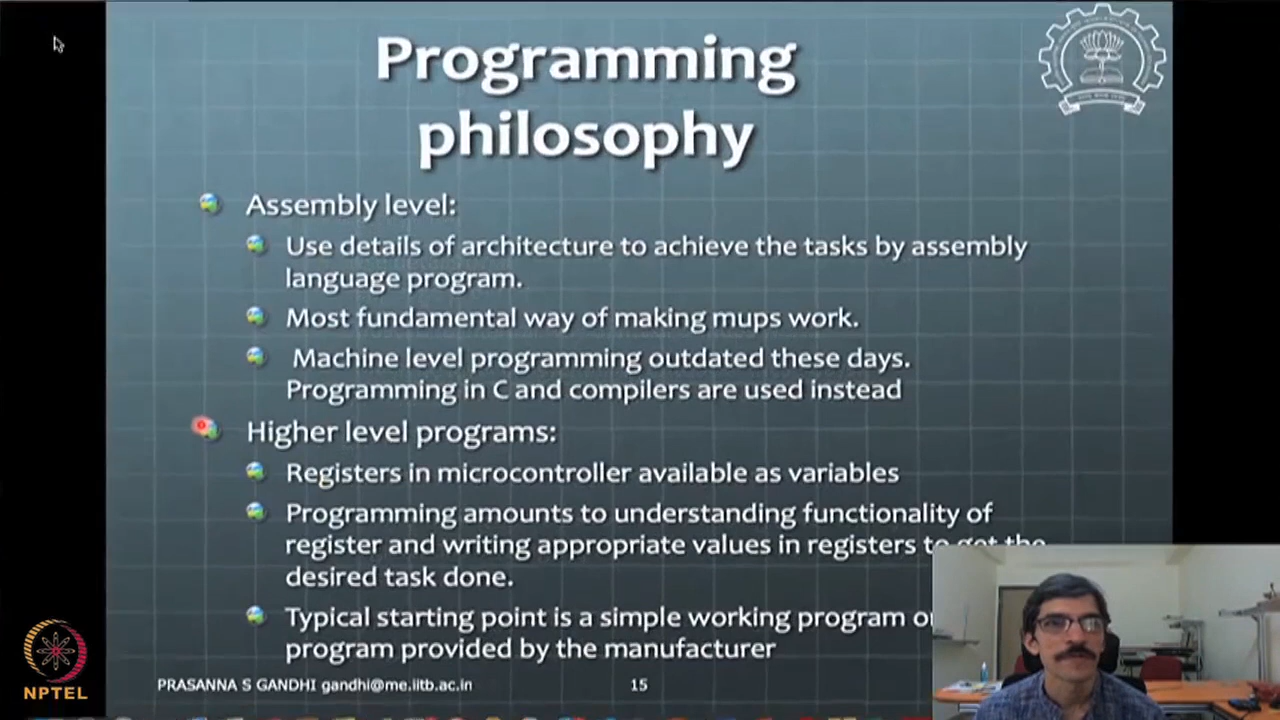 Programming
philosophy
Assembly level:
Use details of architecture to achieve the tasks by assembly
language program.
Most fundamental way of making mups work.
Machine level programming outdated these days.
Programming in C and compilers are used instead
Higher level programs:
Registers in microcontroller available as variables
Programming amounts to understanding functionality of
register and writing appropriate values in registers to get the
desired task done.
Typical starting point is a simple working program
program provided by the manufacturer
PRASANNA S GANDHI gandhi@me.iitb.ac.in
15
NPTEL